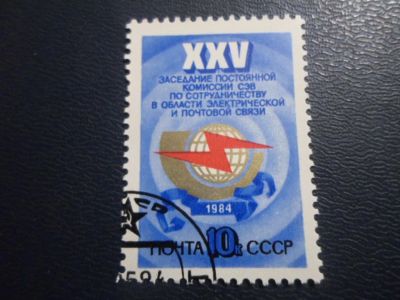 XXV
ЗАСЕДАНИЕ ПОСТОЯННОЙ
КОМИССИИ СЭВ
ПО СОТРУДНИЧЕСТВУ
В ОБЛАСТИ ЭЛЕКТРИЧЕСКОЙ
И ПОЧТОВОЙ СВЯЗИ
1984
ПОЧТА 10к СССР